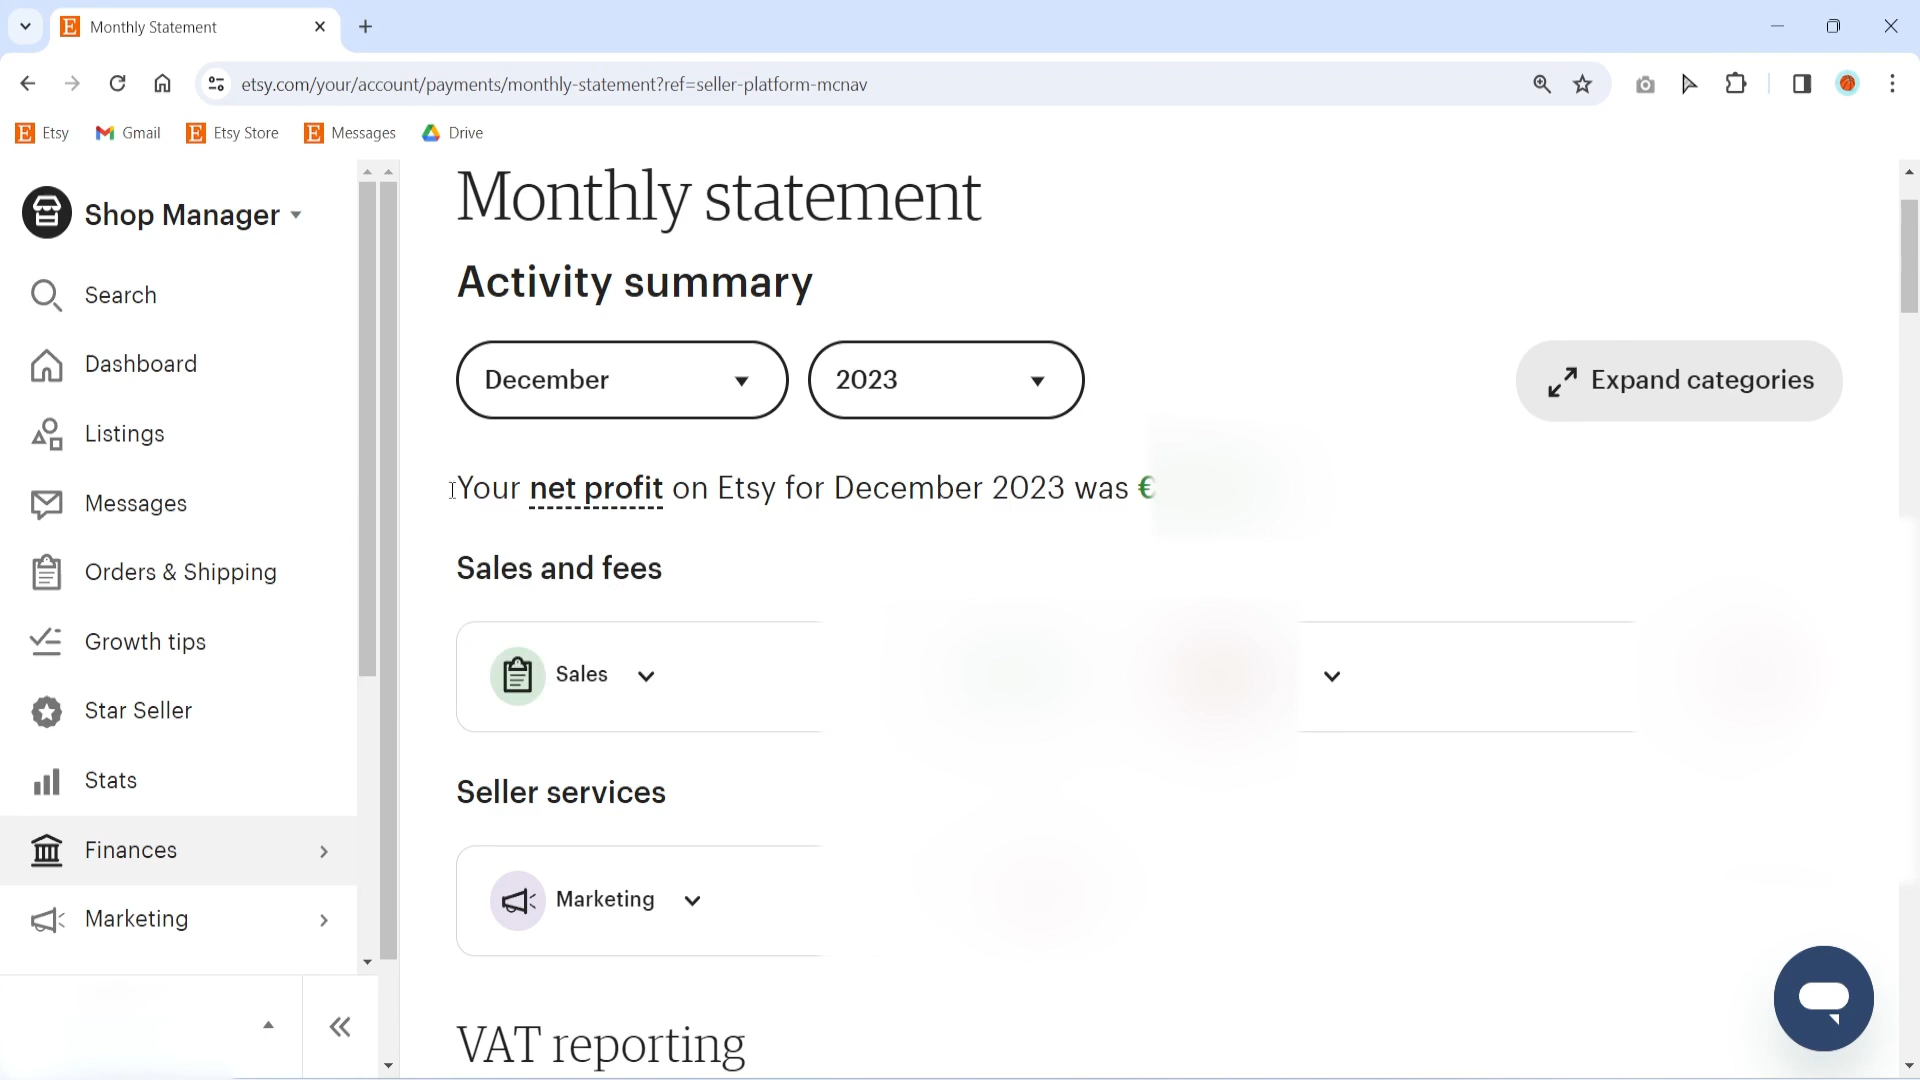 Monthly Statement
etsy.com/your/account/payments/monthly-statement?ref=seller-platform-mcnav
Etsy
Gmail
Etsy Store
Messages
Drive
Shop Manager
Search
Dashboard
Listings
Messages
Orders & Shipping
Growth tips
Star Seller
Stats
Finances
Marketing
Monthly statement
Activity summary
December
2023
Expand categories
Your net profit on Etsy for December 2023 was €
Sales and fees
Sales
Seller services
Marketing
VAT reporting